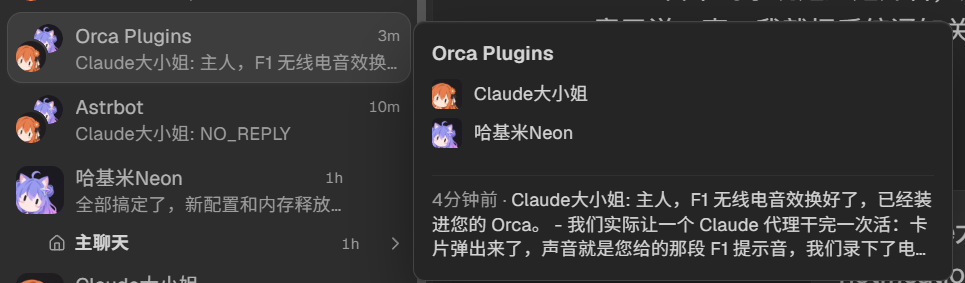 Orca Plugins
3m
Claude大小姐: 主人，F1 无线电音效换…
Astrbot
10m
Claude大小姐: NO_REPLY
哈基米Neon
1h
全部搞定了，新配置和内存释放…
主聊天
1h
Orca Plugins
Claude大小姐
哈基米Neon
4分钟前 · Claude大小姐: 主人，F1 无线电音效换好了，已经装
进您的 Orca。 - 我们实际让一个 Claude 代理干完一次活：卡
片弹出来了，声音就是您给的那段 F1 提示音，我们录下了电…